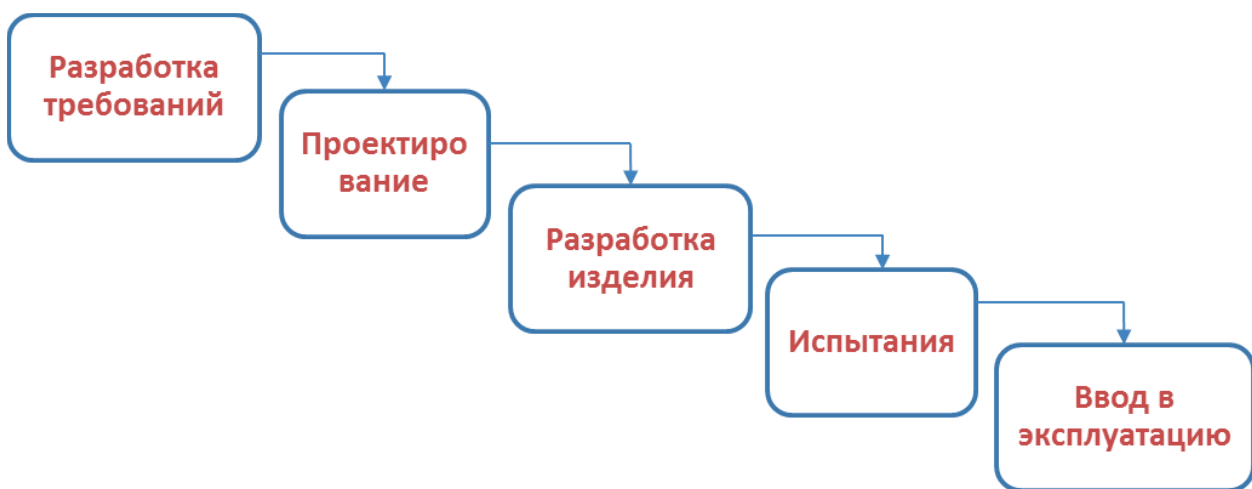 Разработка
требований
Проектиро
вание
Разработка
изделия
Испытания
Ввод в
эксплуатацию